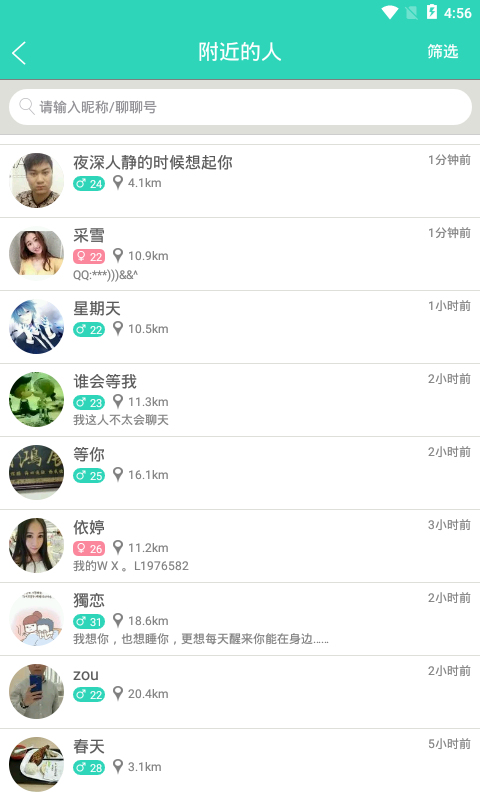 4:56
附近的人
筛选
请输入昵称/聊聊号
夜深人静的时候想起你
1分钟前
24
4.1km
采雪
1分钟前
22
10.9km
QQ:***)))&&^
星期天
1小时前
22
10.5km
谁会等我
2小时前
23
11.3km
我这人不太会聊天
等你
2小时前
25
16.1km
依婷
3小时前
26
11.2km
我的W X 。L1976582
獨恋
2小时前
31
18.6km
我想你，也想睡你，更想每天醒来你能在身边......
zou
2小时前
22
20.4km
春天
5小时前
28
3.1km